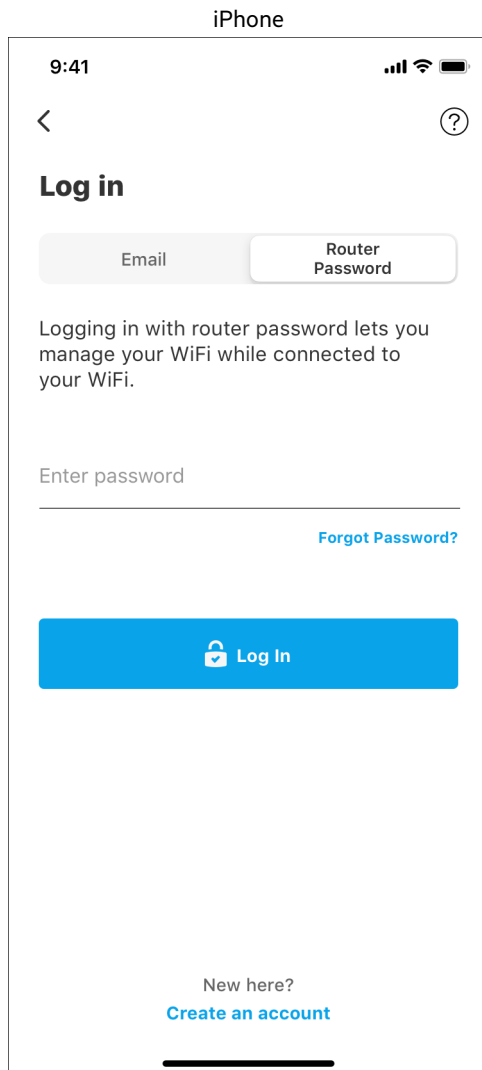 iPhone
9:41
?
Log in
Email
Router
Password
Logging in with router password lets you
manage your WiFi while connected to
your WiFi.
Enter password
Forgot Password?
Log In
New here?
Create an account